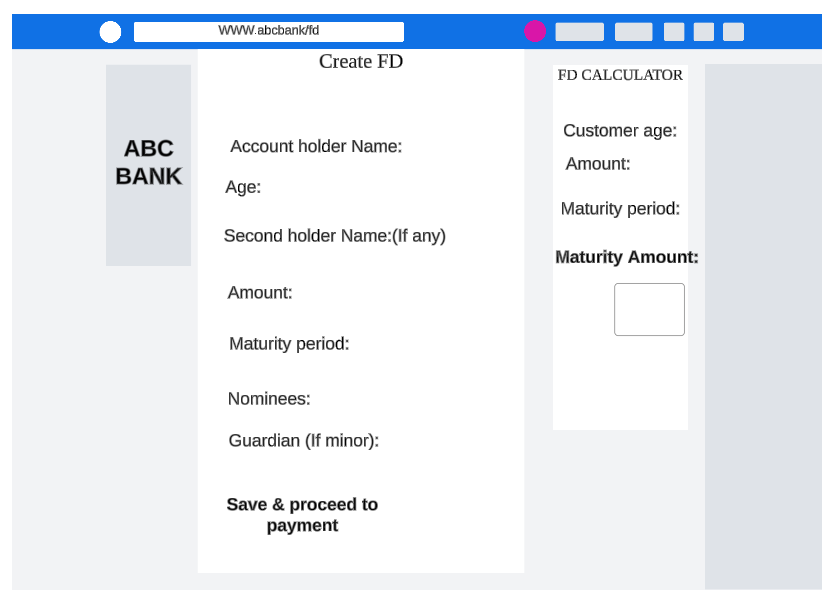 WWW.abcbank/fd
ABC
BANK
Create FD
Account holder Name:
Age:
Second holder Name:(If any)
Amount:
Maturity period:
Nominees:
Guardian (If minor):
Save & proceed to
payment
FD CALCULATOR
Customer age:
Amount:
Maturity period:
Maturity Amount: